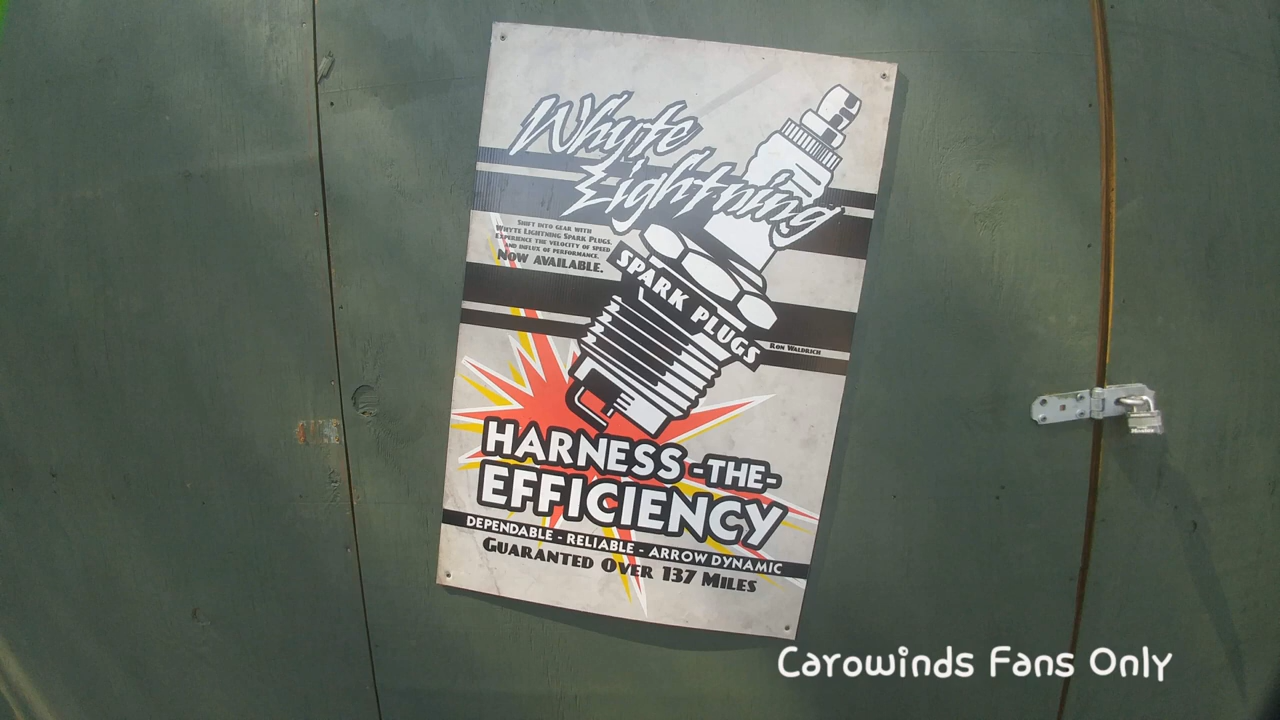 Whyte
Lightning
Shift into gear with
Whyte Lightning Spark Plugs.
Experience the velocity of speed
and influx of performance.
Now available.
SPARK PLUGS
Ron Waldrich
HARNESS -THE-
EFFICIENCY
DEPENDABLE - RELIABLE - ARROW DYNAMIC
Guaranted Over 137 Miles
Carowinds Fans Only